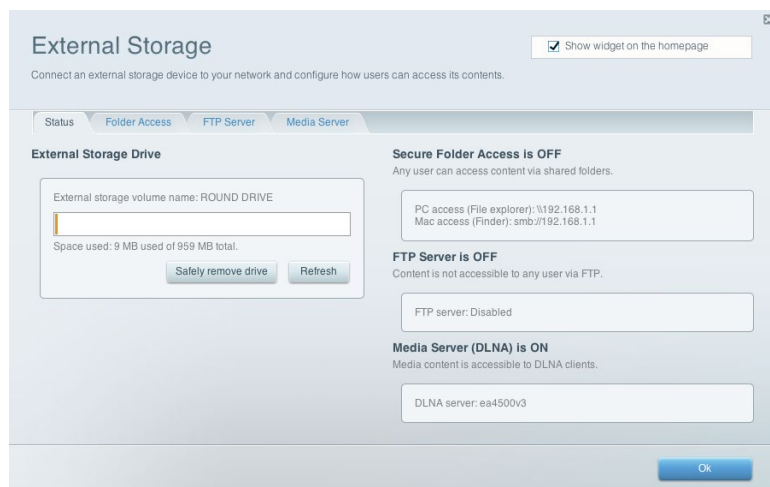 External Storage
Show widget on the homepage
Connect an external storage device to your network and configure how users can access its contents.
Status
Folder Access
FTP Server
Media Server
External Storage Drive
External storage volume name: ROUND DRIVE
Space used: 9 MB used of 959 MB total.
Safely remove drive
Refresh
Secure Folder Access is OFF
Any user can access content via shared folders.
PC access (File explorer): \\192.168.1.1
Mac access (Finder): smb://192.168.1.1
FTP Server is OFF
Content is not accessible to any user via FTP.
FTP server: Disabled
Media Server (DLNA) is ON
Media content is accessible to DLNA clients.
DLNA server: ea4500v3
Ok